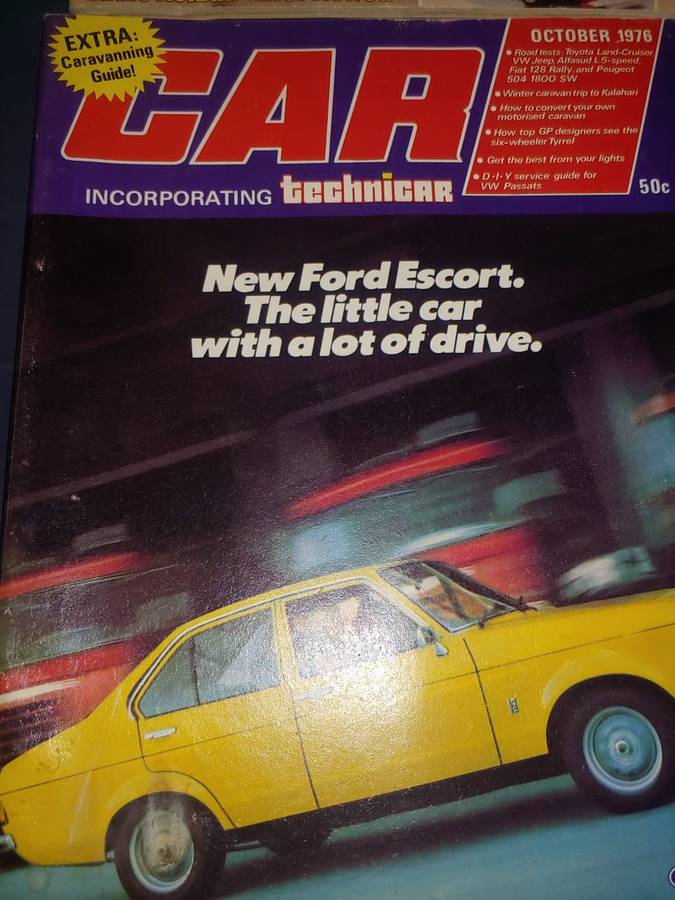 EXTRA:
Caravanning
Guide!
CAR
INCORPORATING technicar
OCTOBER 1976
• Road tests: Toyota Land-Cruiser
VW Jeep, Alfasud L 5-speed,
Fiat 128 Rally, and Peugeot
504 1800 SW
• Winter caravan trip to Kalahari
• How to convert your own
motorised caravan
• How top GP designers see the
six-wheeler Tyrrel
• Get the best from your lights
• D-I-Y service guide for
VW Passats
50c
New Ford Escort.
The little car
with a lot of drive.